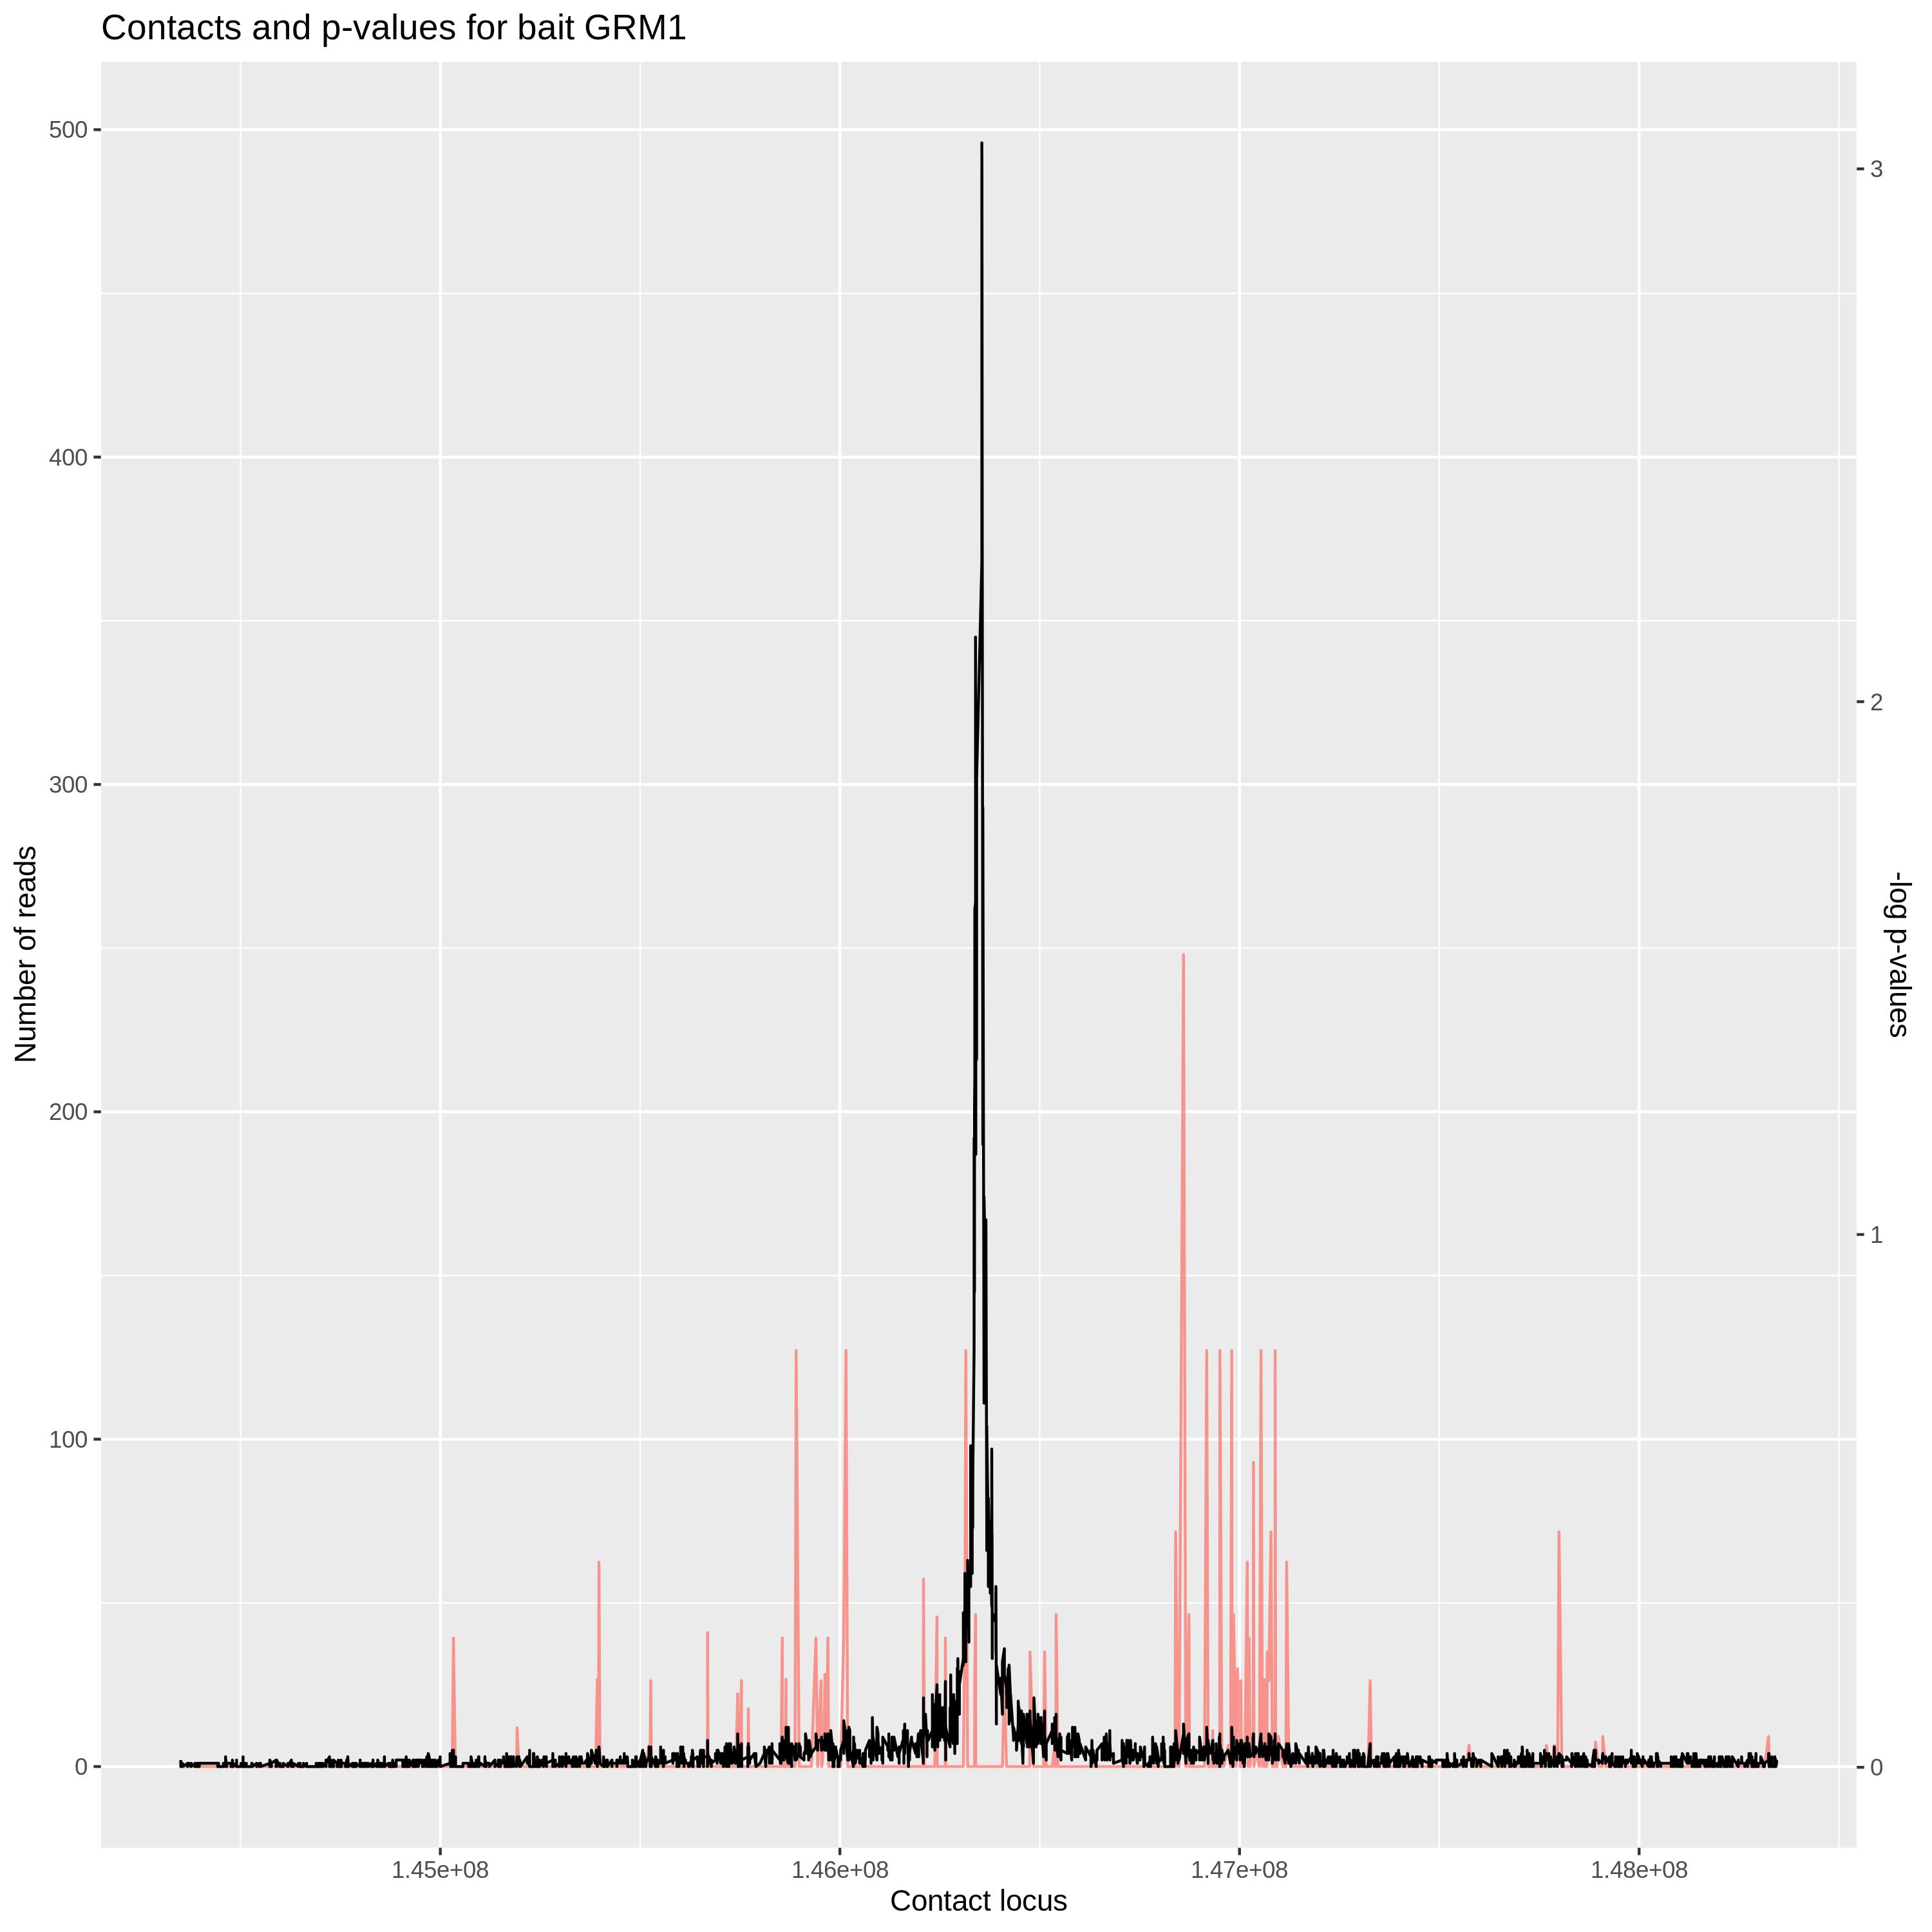 Contacts and p-values for bait GRM1
500
400
300
200
100
0
Number of reads
3
2
1
0
-log p-values
1.45e+08 1.46e+08 1.47e+08 1.48e+08
Contact locus